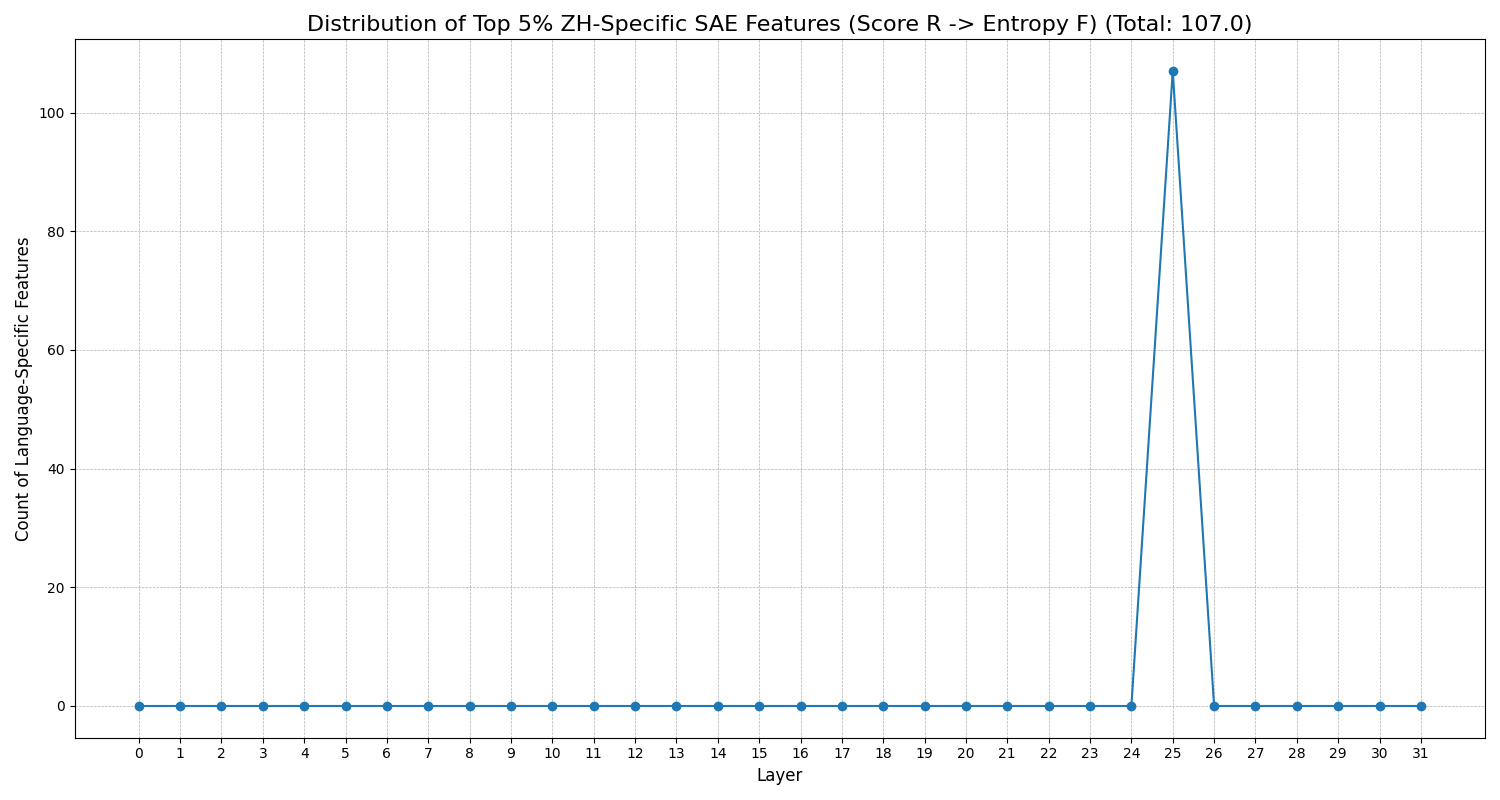 Distribution of Top 5% ZH-Specific SAE Features (Score R -> Entropy F) (Total: 107.0)
100
80
60
40
20
0
Count of Language-Specific Features
0 1 2 3 4 5 6 7 8 9 10 11 12 13 14 15 16 17 18 19 20 21 22 23 24 25 26 27 28 29 30 31
Layer